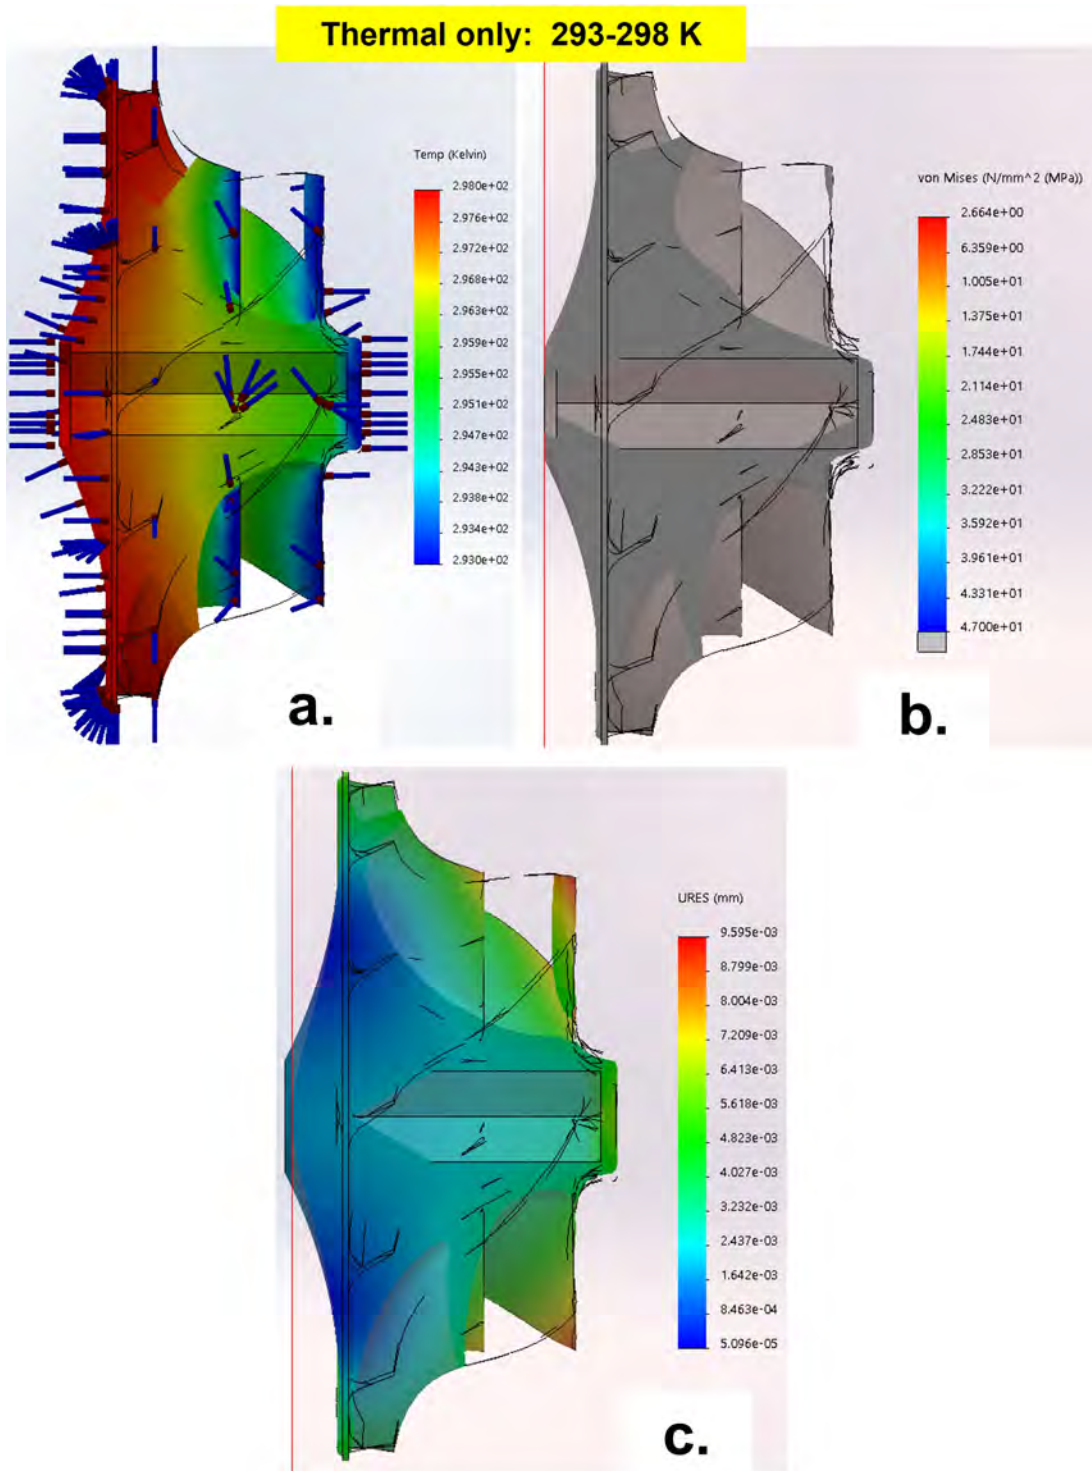 Thermal only: 293-298 K
Temp (Kelvin)
2.980e+02
2.976e+02
2.972e+02
2.968e+02
2.963e+02
2.959e+02
2.955e+02
2.951e+02
2.947e+02
2.943e+02
2.938e+02
2.934e+02
2.930e+02
a.
von Mises (N/mm^2 (MPa))
2.664e+00
6.359e+00
1.005e+01
1.375e+01
1.744e+01
2.114e+01
2.483e+01
2.853e+01
3.222e+01
3.592e+01
3.961e+01
4.331e+01
4.700e+01
b.
URES (mm)
9.595e-03
8.799e-03
8.004e-03
7.209e-03
6.413e-03
5.618e-03
4.823e-03
4.027e-03
3.232e-03
2.437e-03
1.642e-03
8.463e-04
5.096e-05
c.